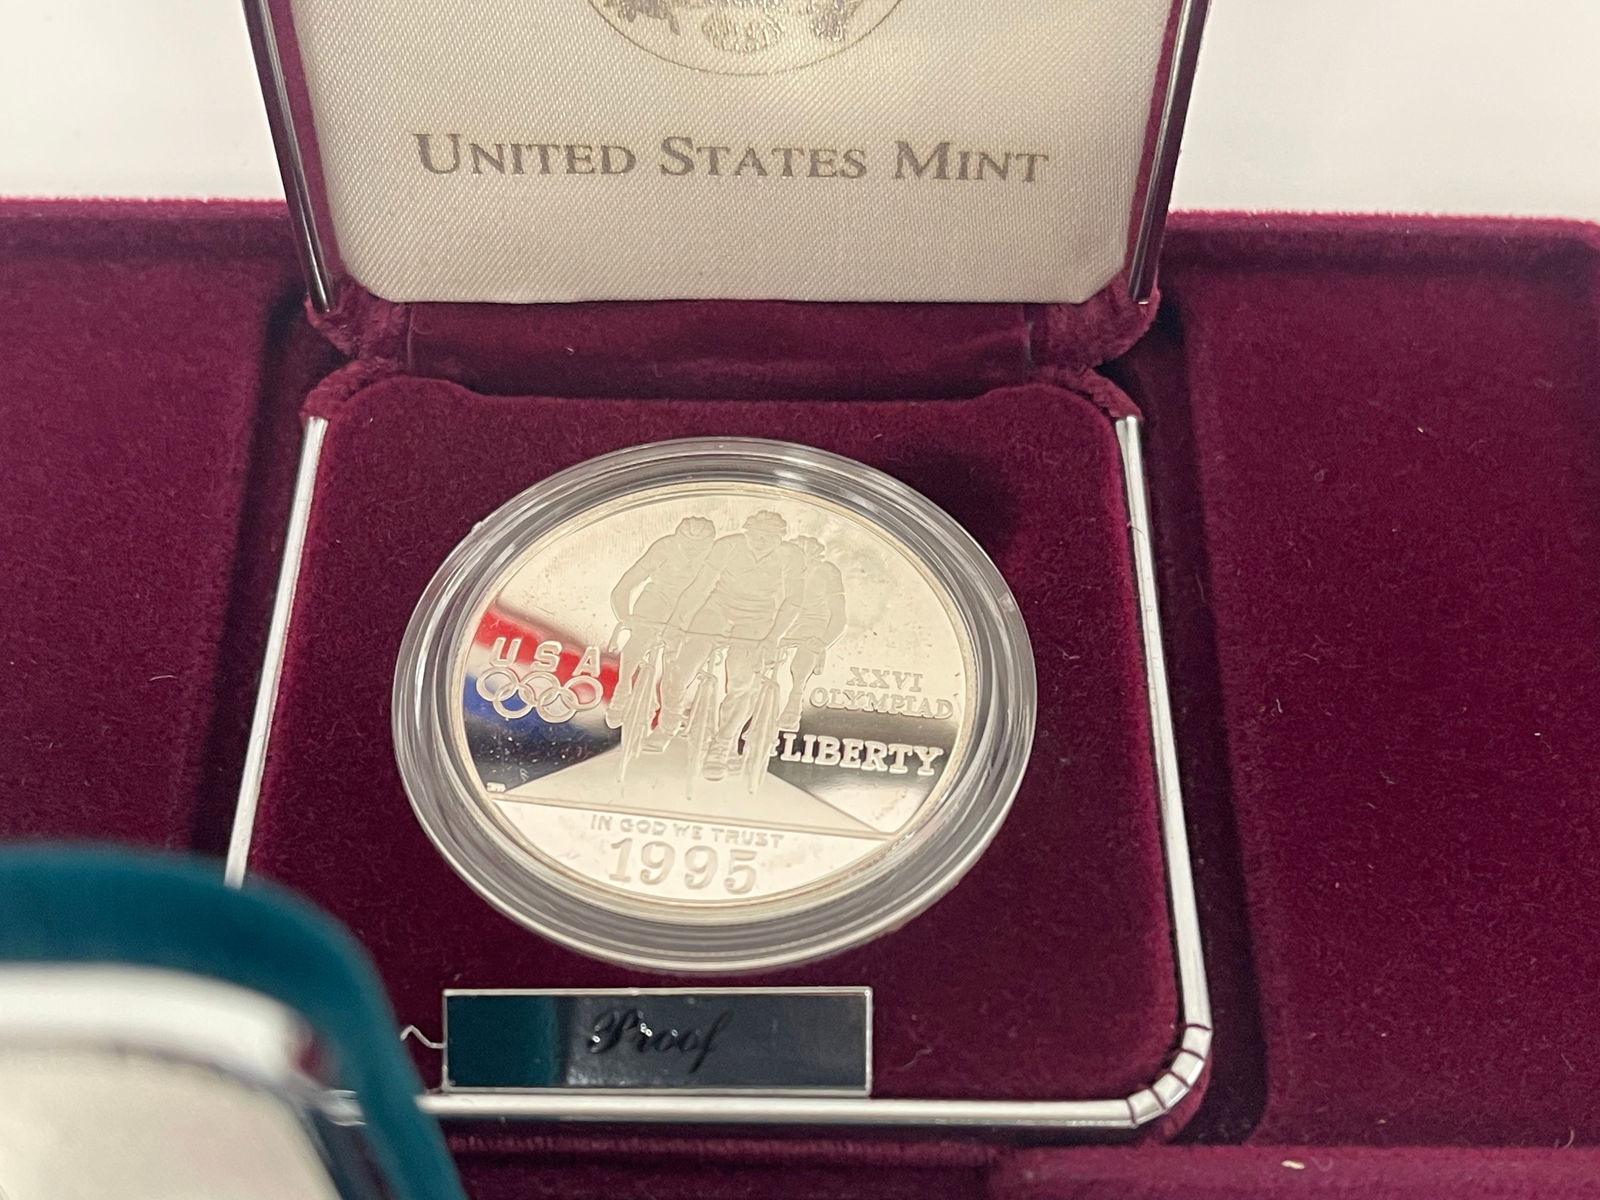 UNITED STATES MINT
USA
XXVI
OLYMPIAD
LIBERTY
IN GOD WE TRUST
1995
Proof